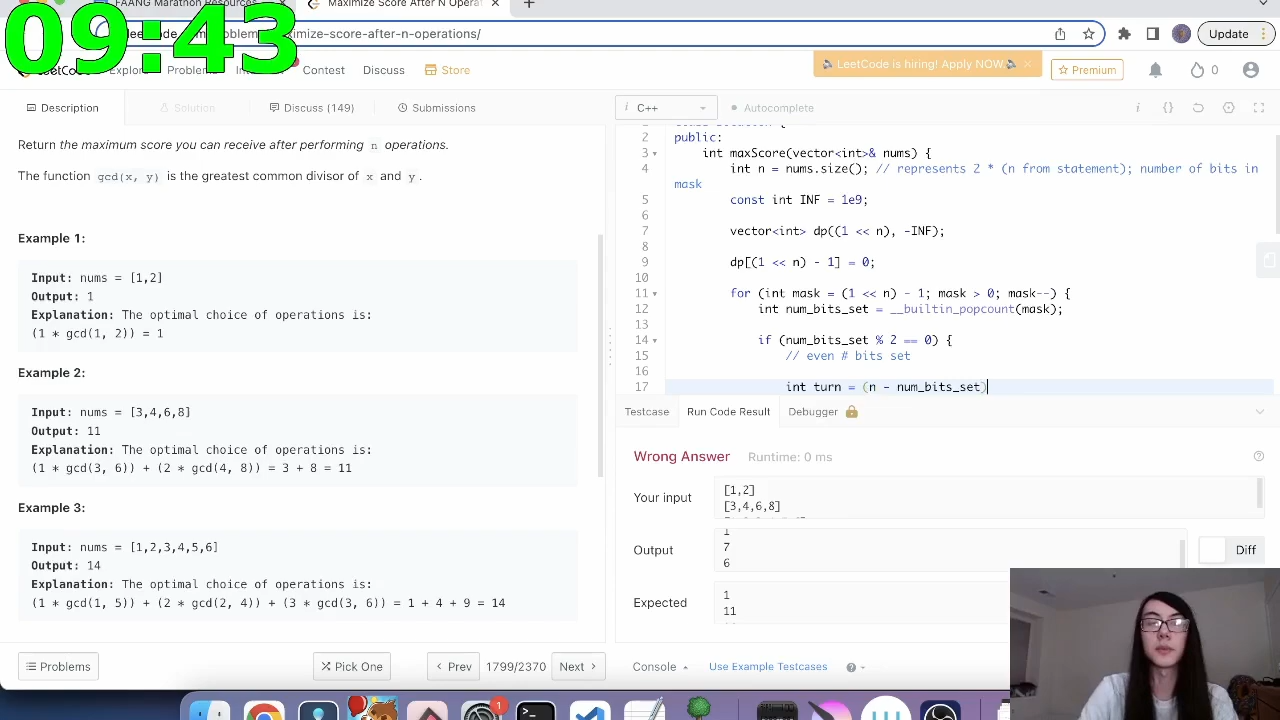 09:43
FAANG Marathon Resources
Maximize Score After N Operat
Update
LeetCode is hiring! Apply NOW.
Explore
Contest
Discuss
Store
Premium
0
Description
Solution
Discuss (149)
Submissions
i C++
Autocomplete
Return the maximum score you can receive after performing n operations.
The function gcd(x, y) is the greatest common divisor of x and y .
Example 1:
Input: nums = [1,2]
Output: 1
Explanation: The optimal choice of operations is:
(1 * gcd(1, 2)) = 1
Example 2:
Input: nums = [3,4,6,8]
Output: 11
Explanation: The optimal choice of operations is:
(1 * gcd(3, 6)) + (2 * gcd(4, 8)) = 3 + 8 = 11
Example 3:
Input: nums = [1,2,3,4,5,6]
Output: 14
Explanation: The optimal choice of operations is:
(1 * gcd(1, 5)) + (2 * gcd(2, 4)) + (3 * gcd(3, 6)) = 1 + 4 + 9 = 14
2 public:
3 int maxScore(vector<int>& nums) {
4 int n = nums.size(); // represents 2 * (n from statement); number of bits in
mask
5 const int INF = 1e9;
6
7 vector<int> dp((1 << n), -INF);
8
9 dp[(1 << n) - 1] = 0;
10
11 for (int mask = (1 << n) - 1; mask > 0; mask--) {
12 int num_bits_set = __builtin_popcount(mask);
13
14 if (num_bits_set % 2 == 0) {
15 // even # bits set
16
17 int turn = (n - num_bits_set)
Testcase
Run Code Result
Debugger
Wrong Answer
Runtime: 0 ms
Your input
[1,2]
[3,4,6,8]
Output
1
7
6
Diff
Expected
1
11
Problems
Pick One
Prev
1799/2370
Next
Console
Use Example Testcases
1